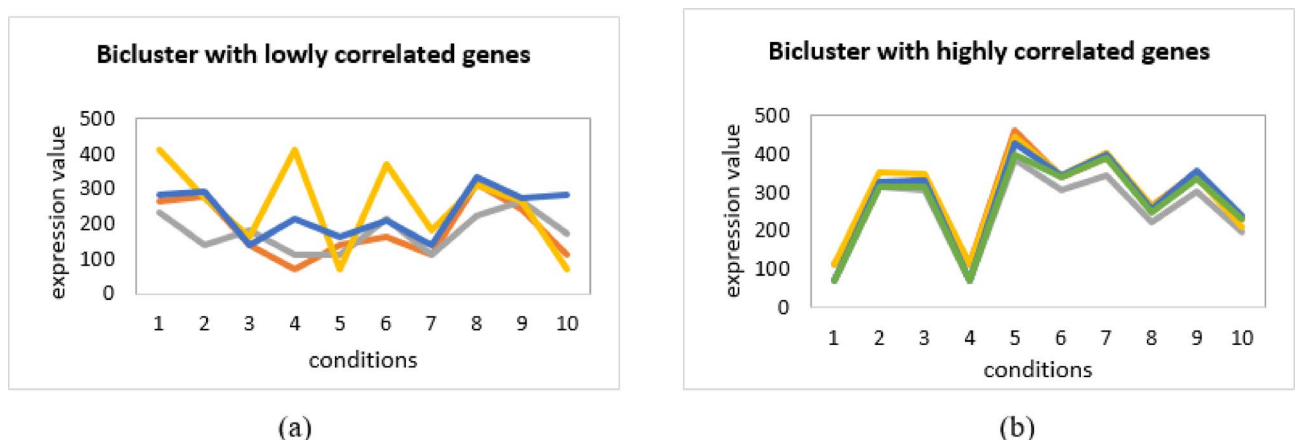 Bicluster with lowly correlated genes
expression value
500
400
300
200
100
0
1 2 3 4 5 6 7 8 9 10
conditions
(a)
Bicluster with highly correlated genes
expression value
500
400
300
200
100
0
1 2 3 4 5 6 7 8 9 10
conditions
(b)